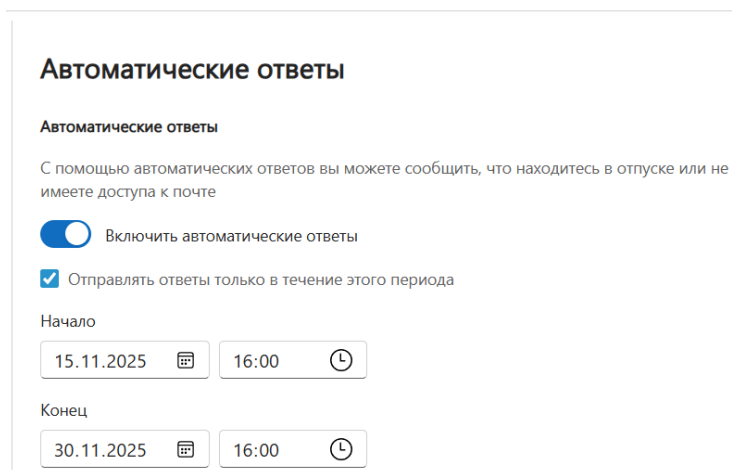 Автоматические ответы
Автоматические ответы
С помощью автоматических ответов вы можете сообщить, что находитесь в отпуске или не
имеете доступа к почте
Включить автоматические ответы
Отправлять ответы только в течение этого периода
Начало
15.11.2025 16:00
Конец
30.11.2025 16:00